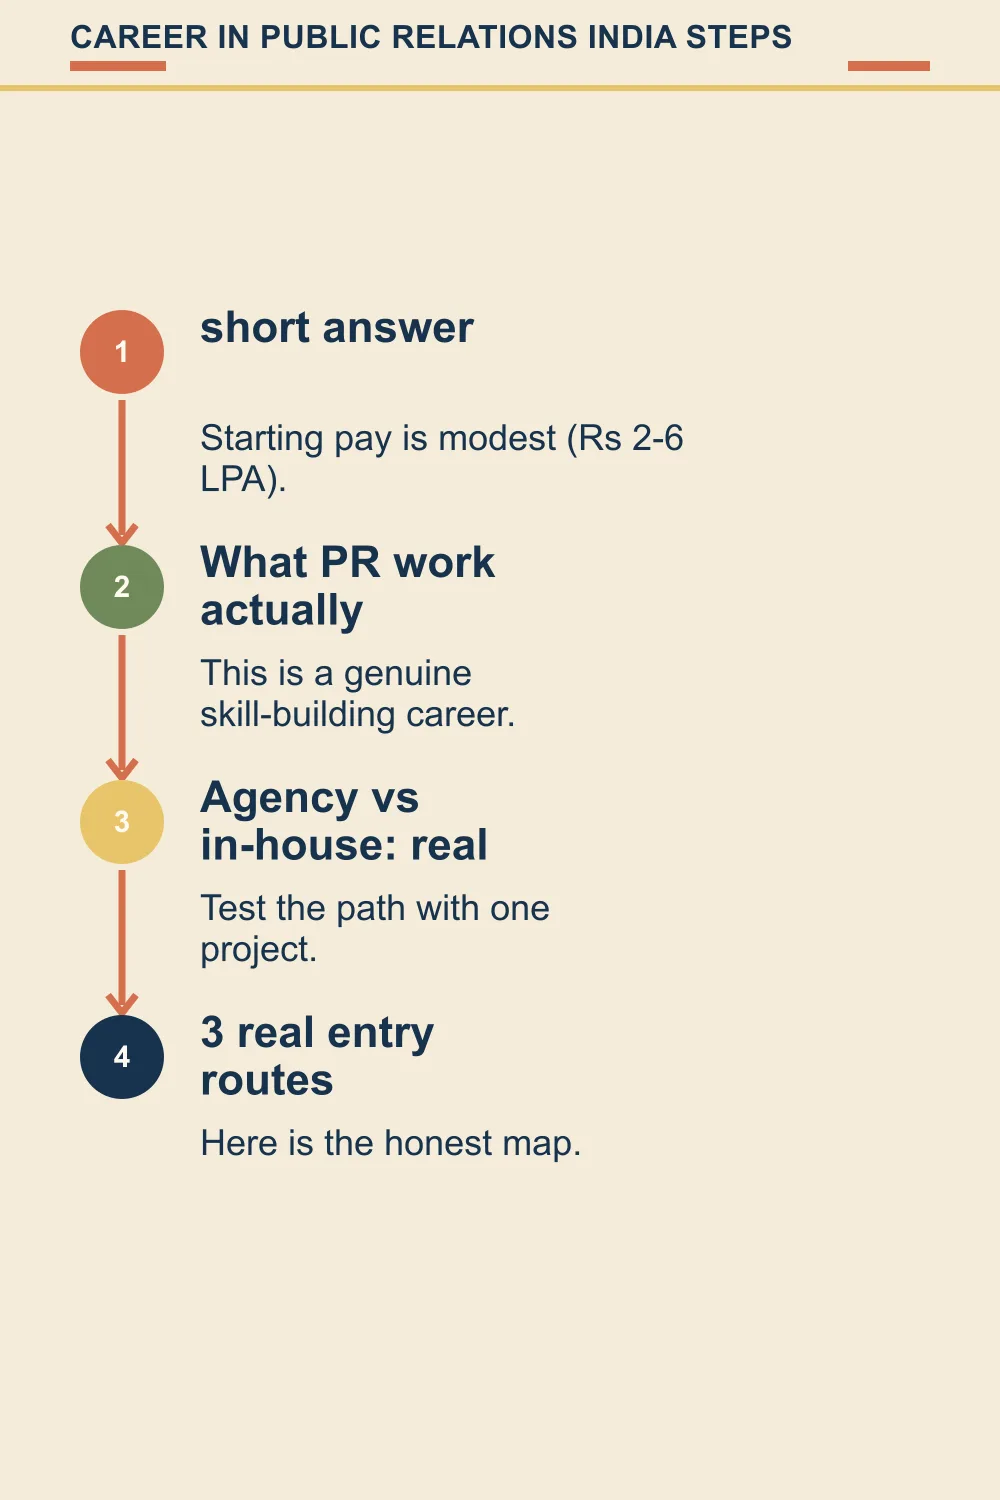 CAREER IN PUBLIC RELATIONS INDIA STEPS
1
short answer
Starting pay is modest (Rs 2-6
LPA).
2
What PR work
actually
This is a genuine
skill-building career.
3
Agency vs
in-house: real
Test the path with one
project.
4
3 real entry
routes
Here is the honest map.